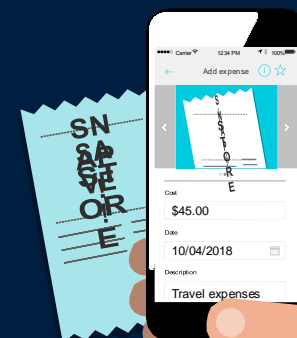 Carrier 12:34 PM 100%
Add expense
Cost
$45.00
Date
10/04/2018
Description
Travel expenses